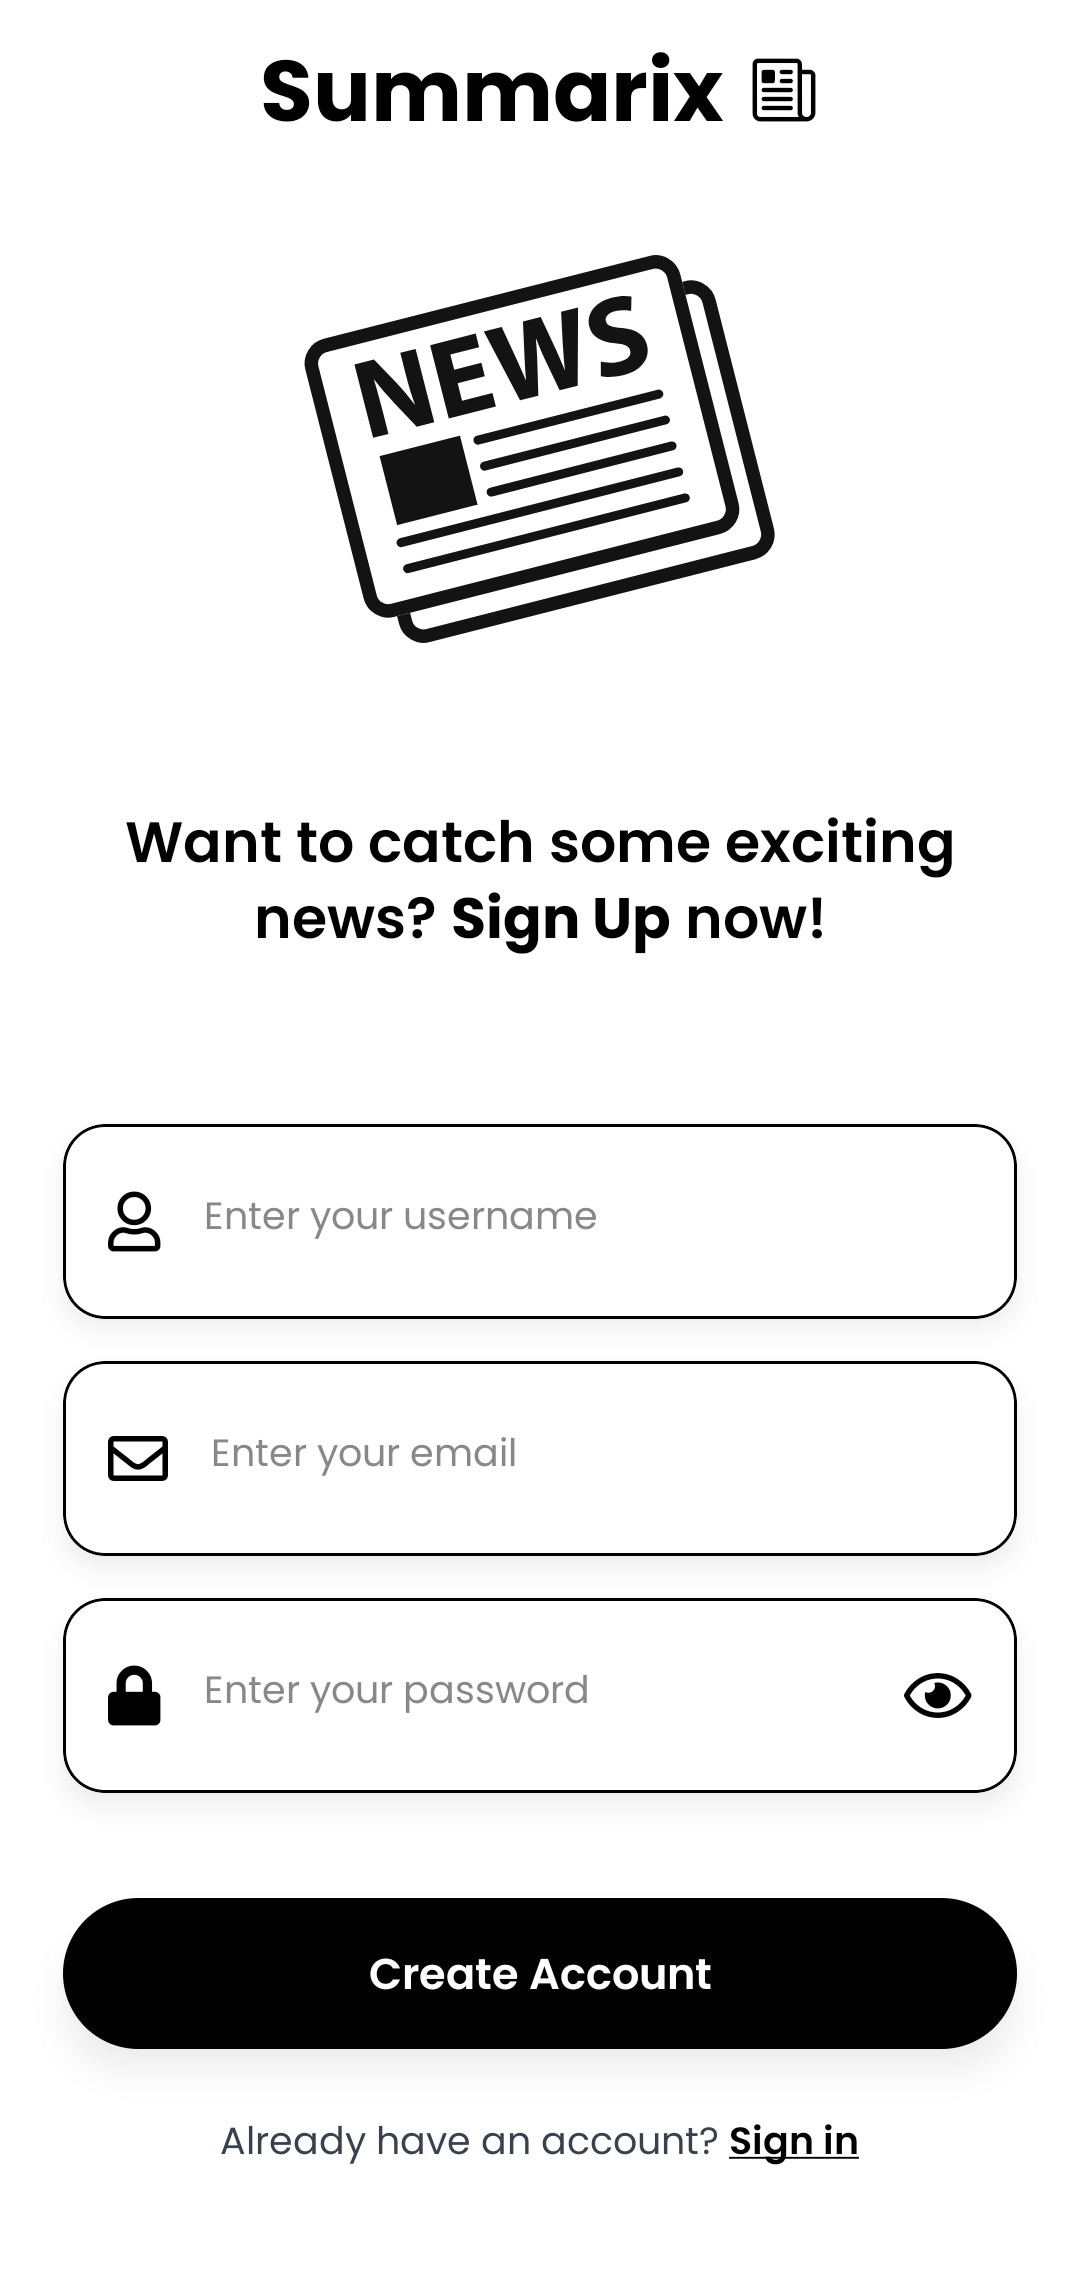 Summarix
NEWS
Want to catch some exciting
news? Sign Up now!
Enter your username
Enter your email
Enter your password
Create Account
Already have an account? Sign in